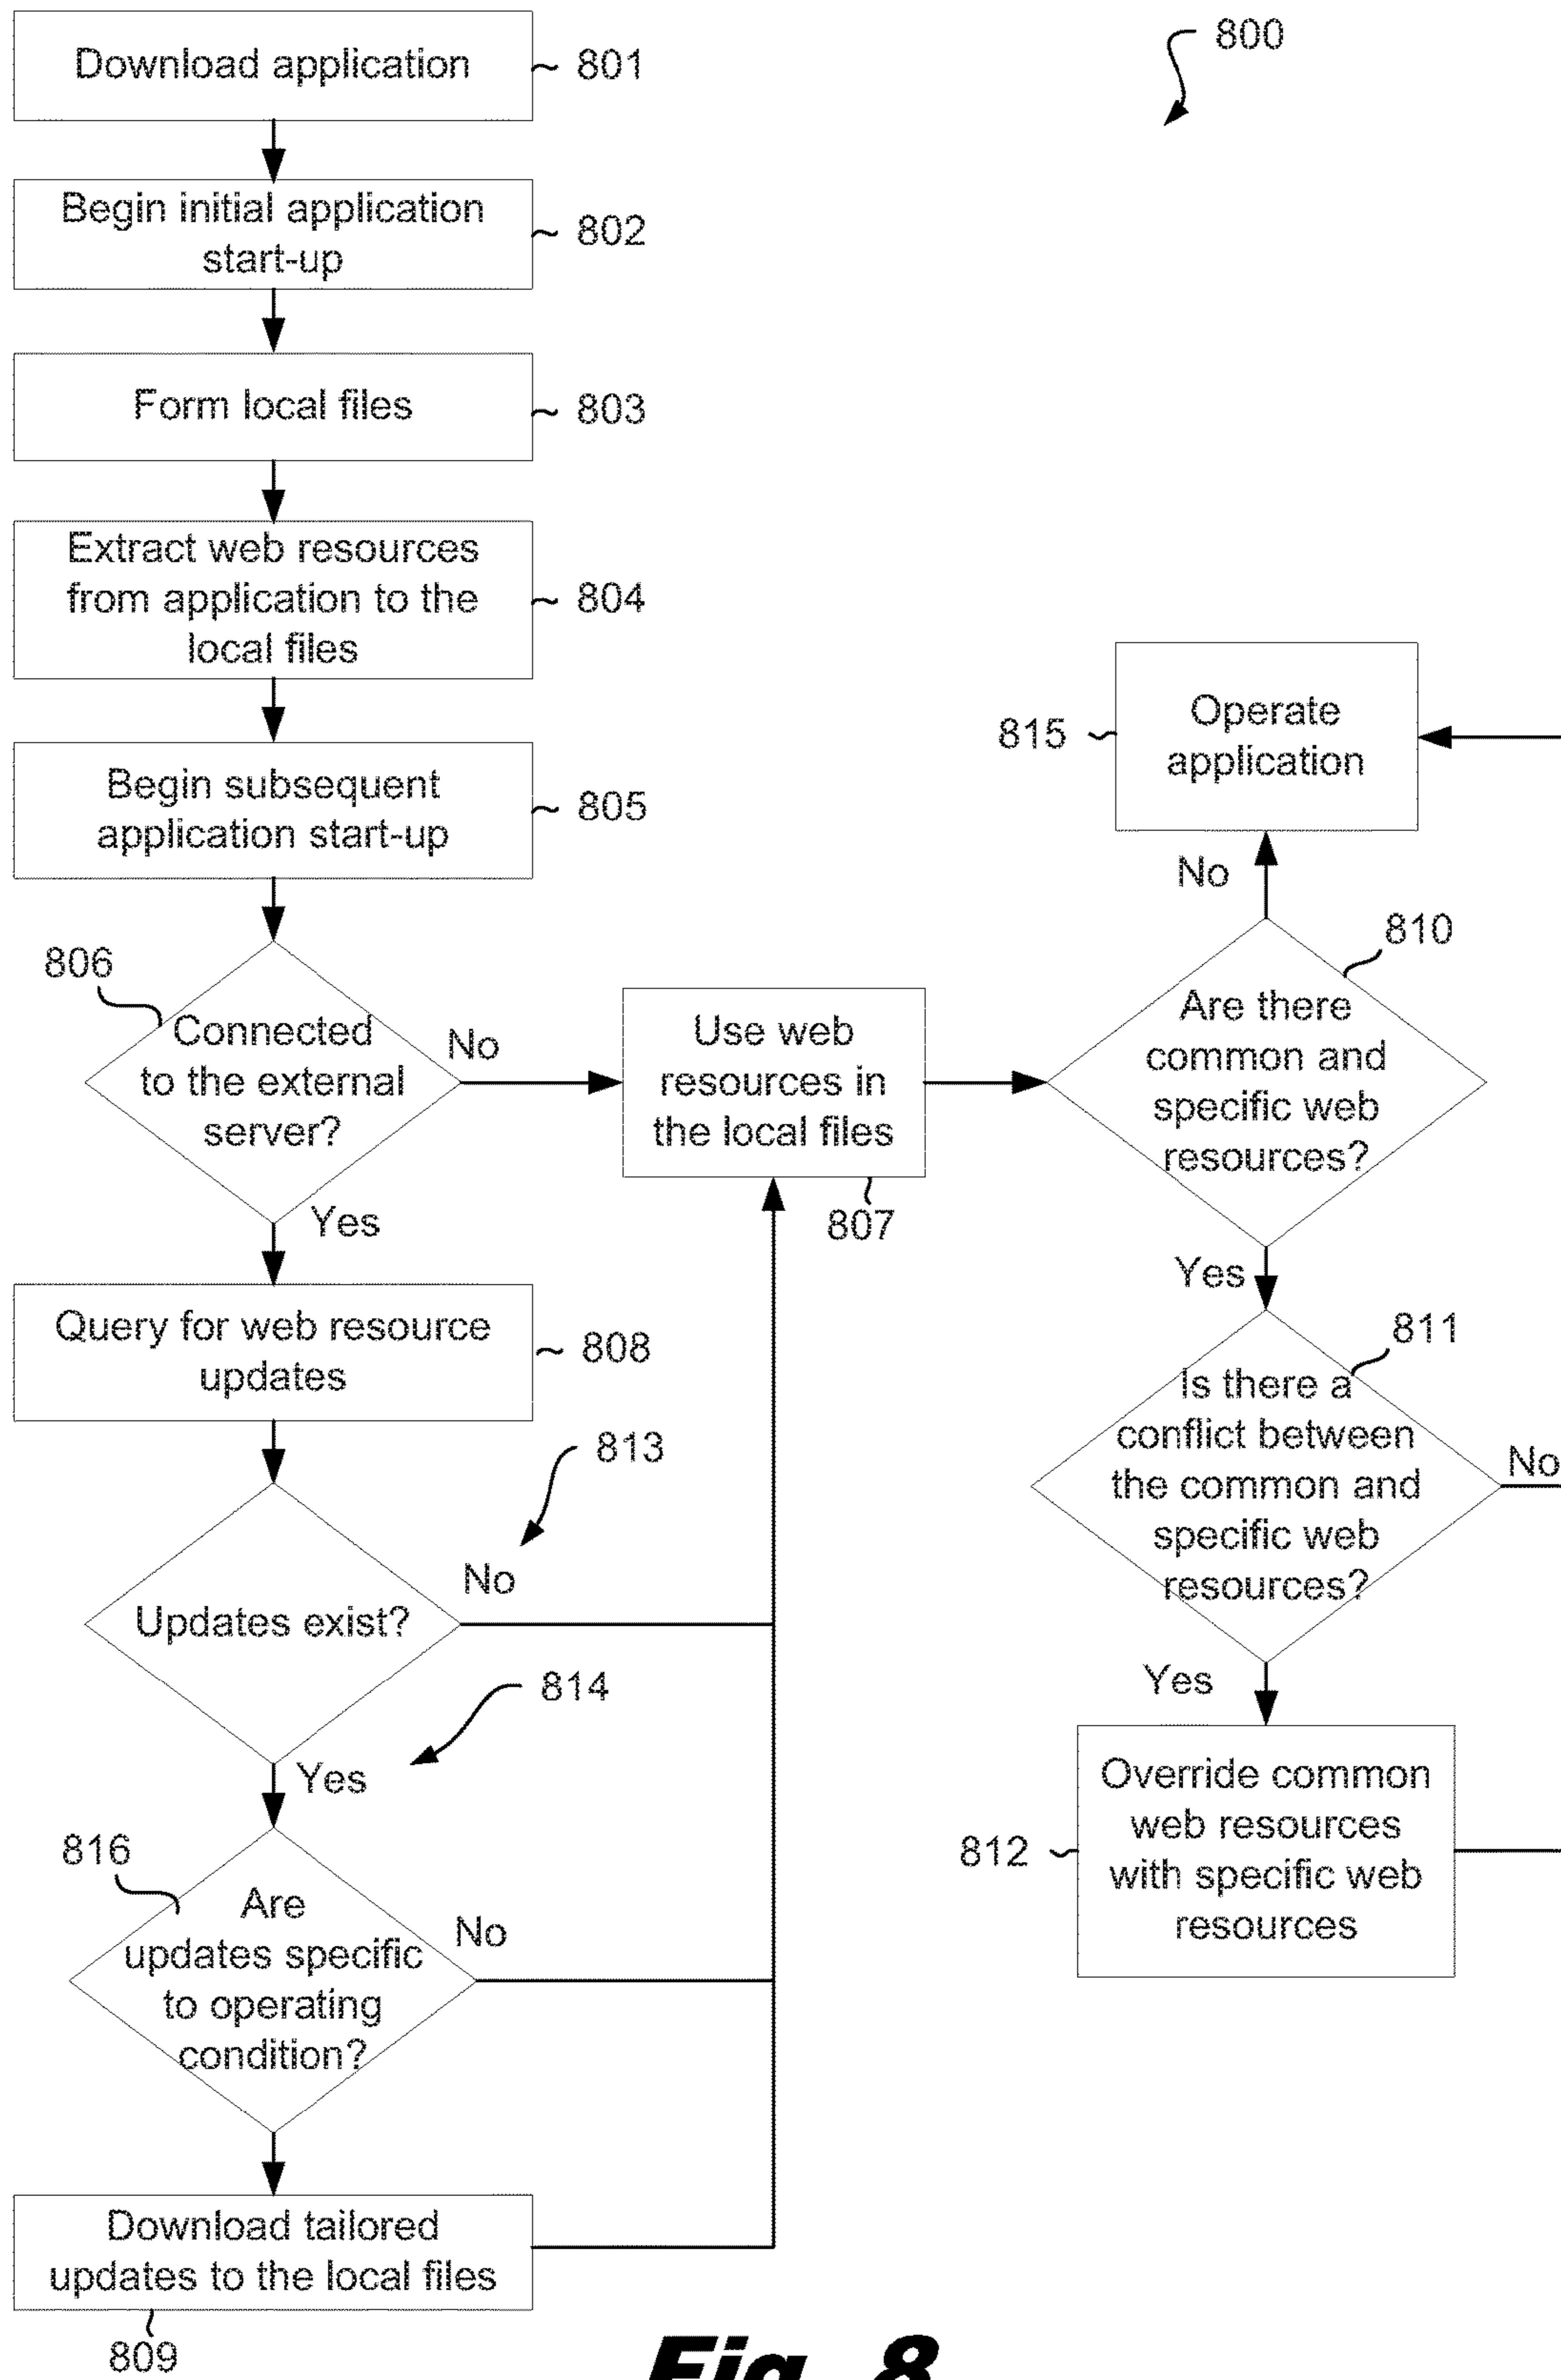 800
Download application
801
Begin initial application
start-up
802
Form local files
803
Extract web resources
from application to the
local files
804
Begin subsequent
application start-up
805
806
Connected
to the external
server?
No
Yes
Use web
resources in
the local files
807
Query for web resource
updates
808
813
Updates exist?
No
814
Yes
816
Are
updates specific
to operating
condition?
No
Download tailored
updates to the local files
809
Operate
application
815
No
810
Are there
common and
specific web
resources?
Yes
811
Is there a
conflict between
the common and
specific web
resources?
No
Yes
Override common
web resources
with specific web
resources
812
Fig. 8